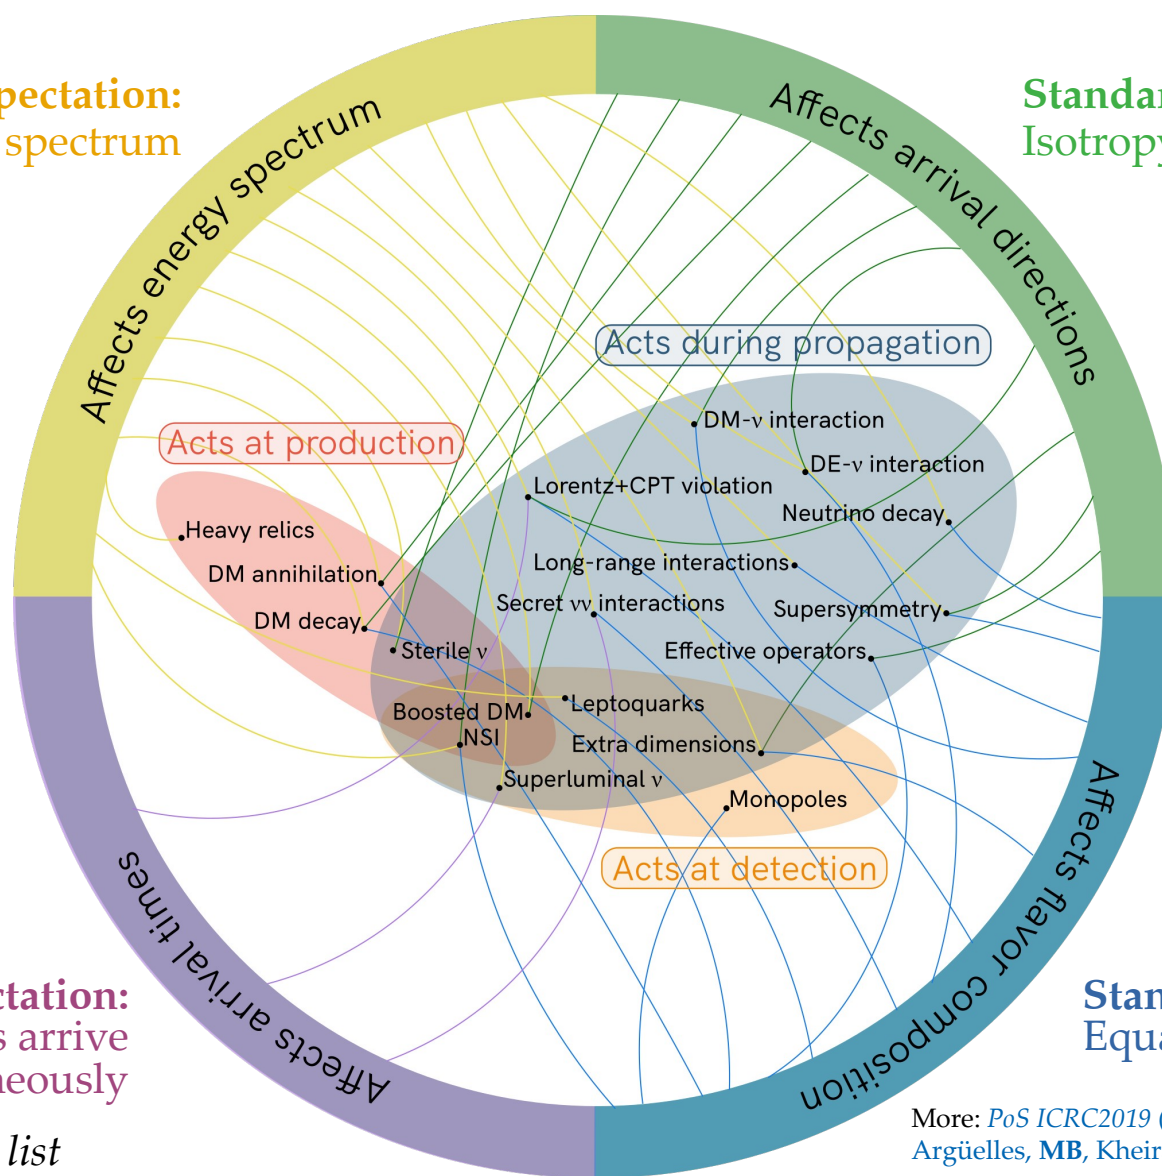 pectation:
spectrum
Standar
Isotropy
Affects energy spectrum
Affects arrival directions
Acts during propagation
DM-ν interaction
Acts at production
DE-ν interaction
Lorentz+CPT violation
Neutrino decay
Heavy relics
Long-range interactions
DM annihilation
Secret νν interactions
Supersymmetry
DM decay
Sterile ν
Effective operators
Leptoquarks
Boosted DM
NSI
Extra dimensions
Superluminal ν
Monopoles
Acts at detection
Affects arrival times
Affects flavor composition
ctation:
s arrive
neously
list
Stan
Equa
More: PoS ICRC2019 (
Argüelles, MB, Kheir